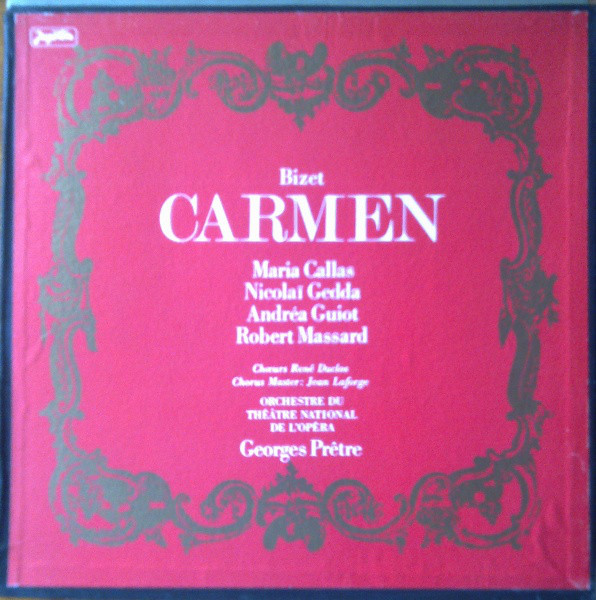 Jugoton
Bizet
CARMEN
Maria Callas
Nicolaï Gedda
Andréa Guiot
Robert Massard
Chœurs René Duclos
Chorus Master: Jean Laforge
ORCHESTRE DU
THÉÂTRE NATIONAL
DE L'OPÉRA
Georges Prêtre